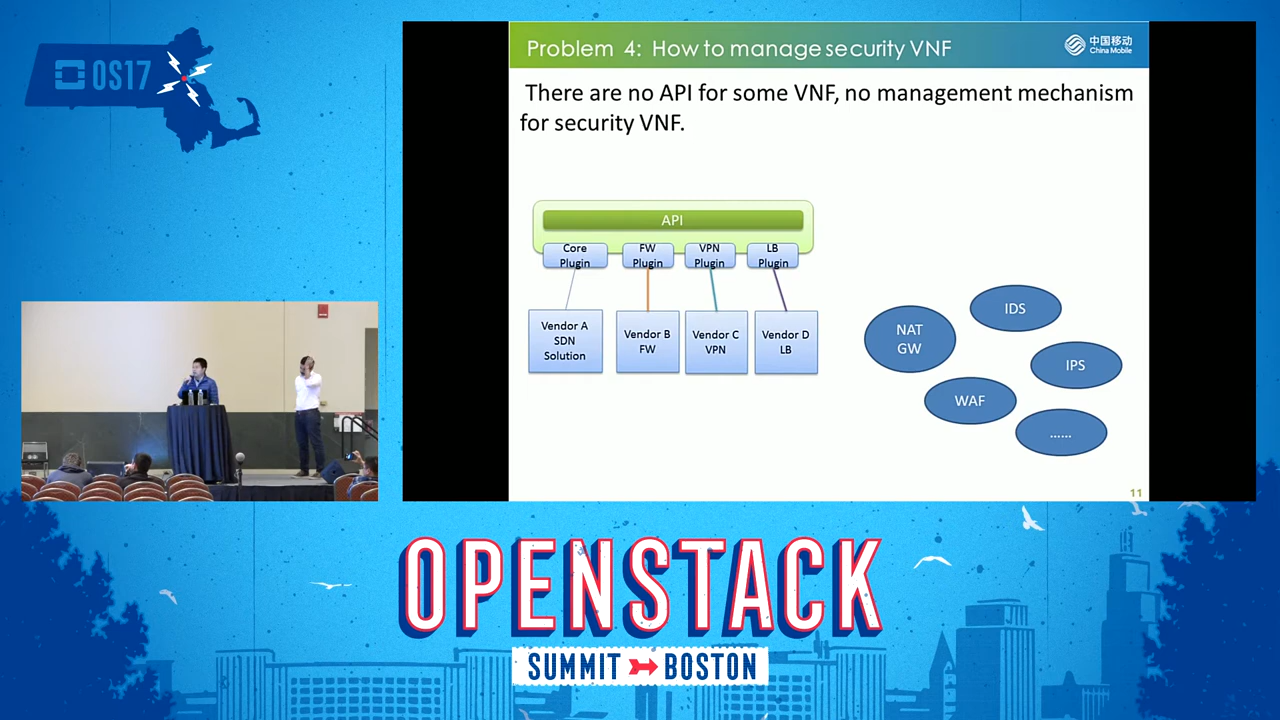 OS17
Problem 4: How to manage security VNF
中国移动
China Mobile
There are no API for some VNF, no management mechanism
for security VNF.
API
Core
Plugin
FW
Plugin
VPN
Plugin
LB
Plugin
Vendor A
SDN
Solution
Vendor B
FW
Vendor C
VPN
Vendor D
LB
NAT
GW
IDS
IPS
WAF
......
11
OPENSTACK
SUMMIT BOSTON